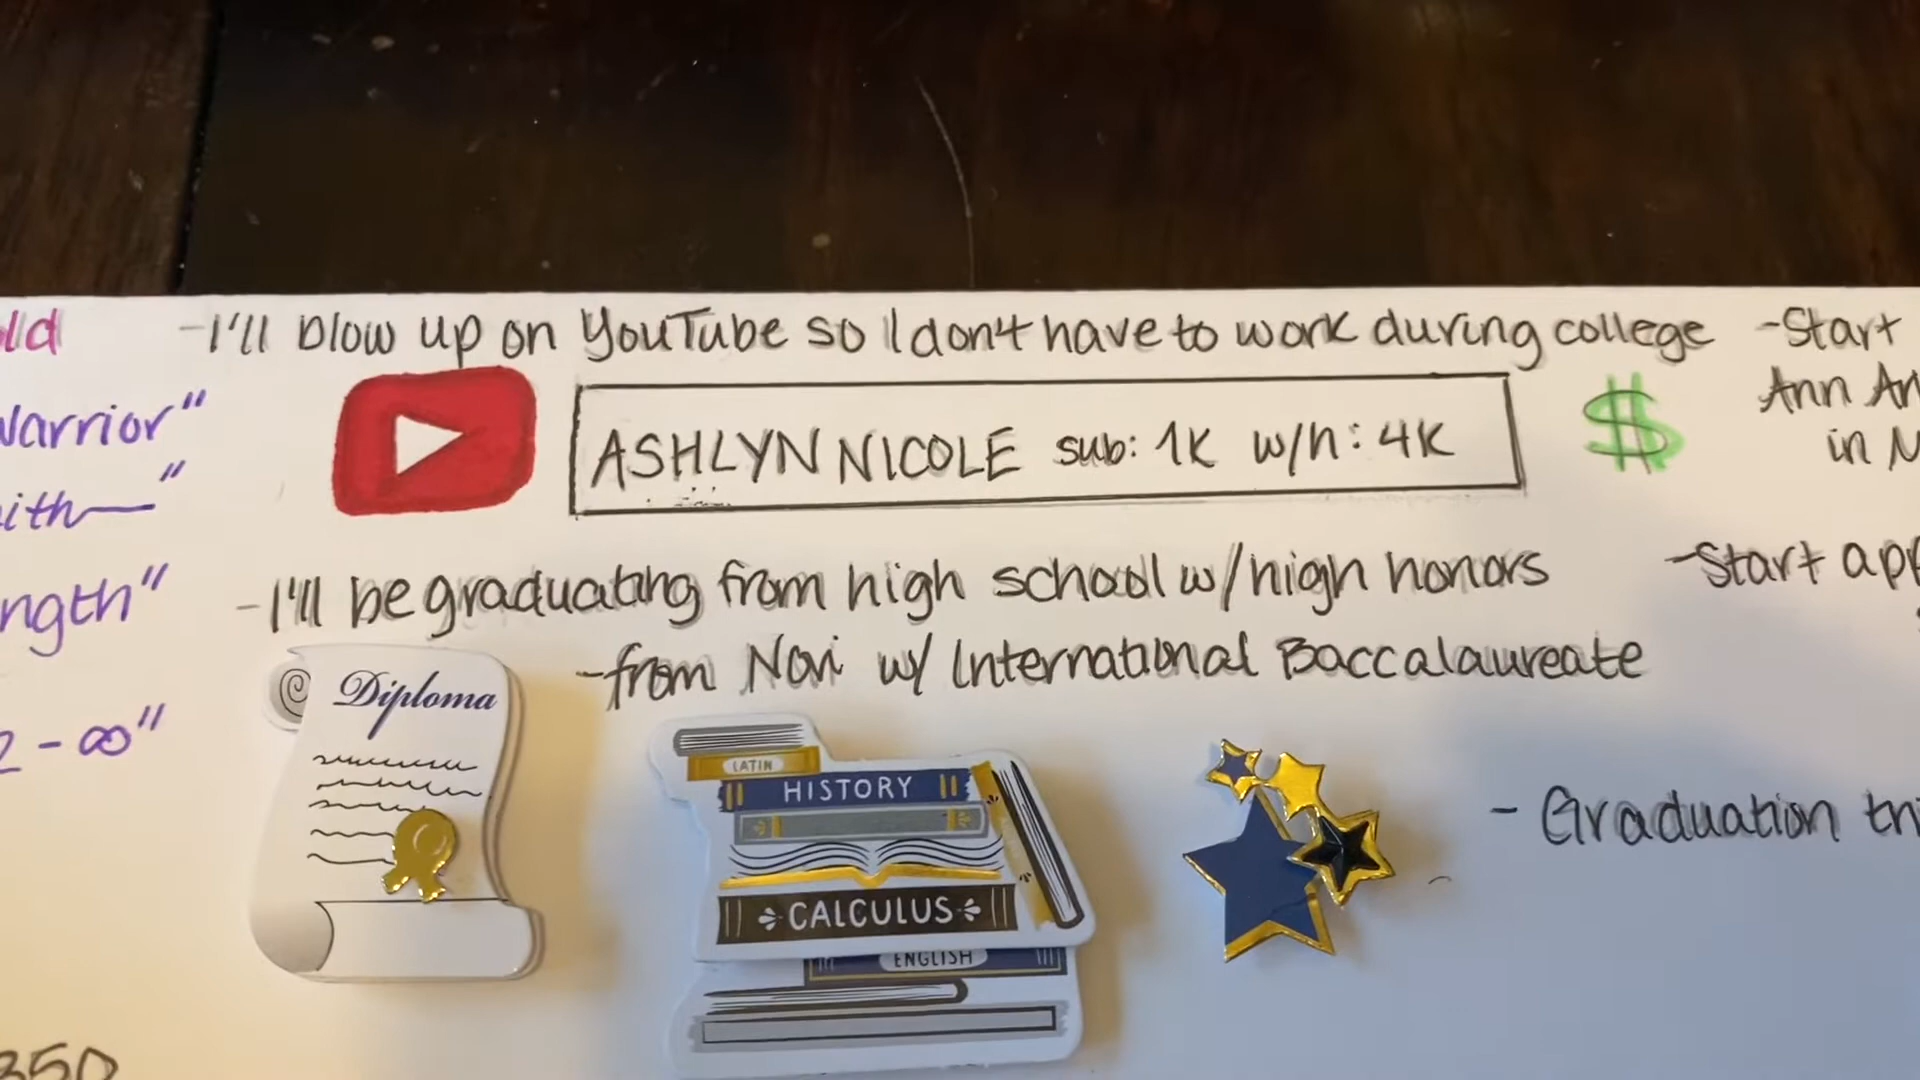 ld
Warrior"
ith—"
ngth"
2-∞"
350
-I'll blow up on YouTube so I don't have to work during college
ASHLYN NICOLE sub: 1K w/h: 4K
$
-I'll be graduating from high school w/high honors
-from Novi w/ International Baccalaureate
Diploma
LATIN
HISTORY
CALCULUS
ENGLISH
-Start
Ann Ar
in N
-Start app
- Graduation tri